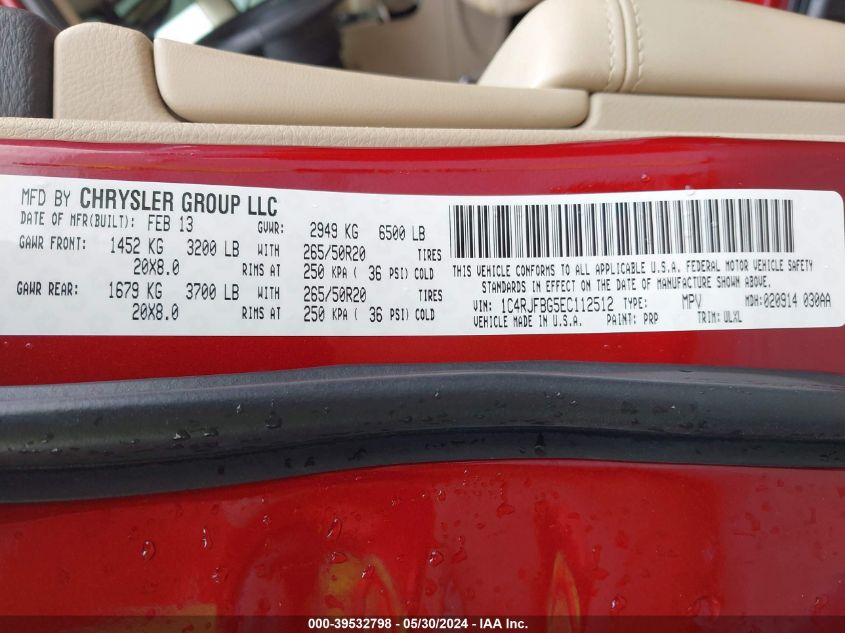 MFD BY CHRYSLER GROUP LLC
DATE OF MFR(BUILT): FEB 13 GVWR: 2949 KG 6500 LB
GAWR FRONT: 1452 KG 3200 LB WITH 265/50R20 TIRES
20X8.0 RIMS AT 250 KPA ( 36 PSI) COLD
GAWR REAR: 1679 KG 3700 LB WITH 265/50R20 TIRES
20X8.0 RIMS AT 250 KPA ( 36 PSI) COLD
THIS VEHICLE CONFORMS TO ALL APPLICABLE U.S.A. FEDERAL MOTOR VEHICLE SAFETY
STANDARDS IN EFFECT ON THE DATE OF MANUFACTURE SHOWN ABOVE.
VIN: 1C4RJFBG5EC112512 TYPE: MPV MDH: 020914 030AA
VEHICLE MADE IN U.S.A. PAINT: PRP TRIM: ULXL
000-39532798 - 05/30/2024 - IAA Inc.